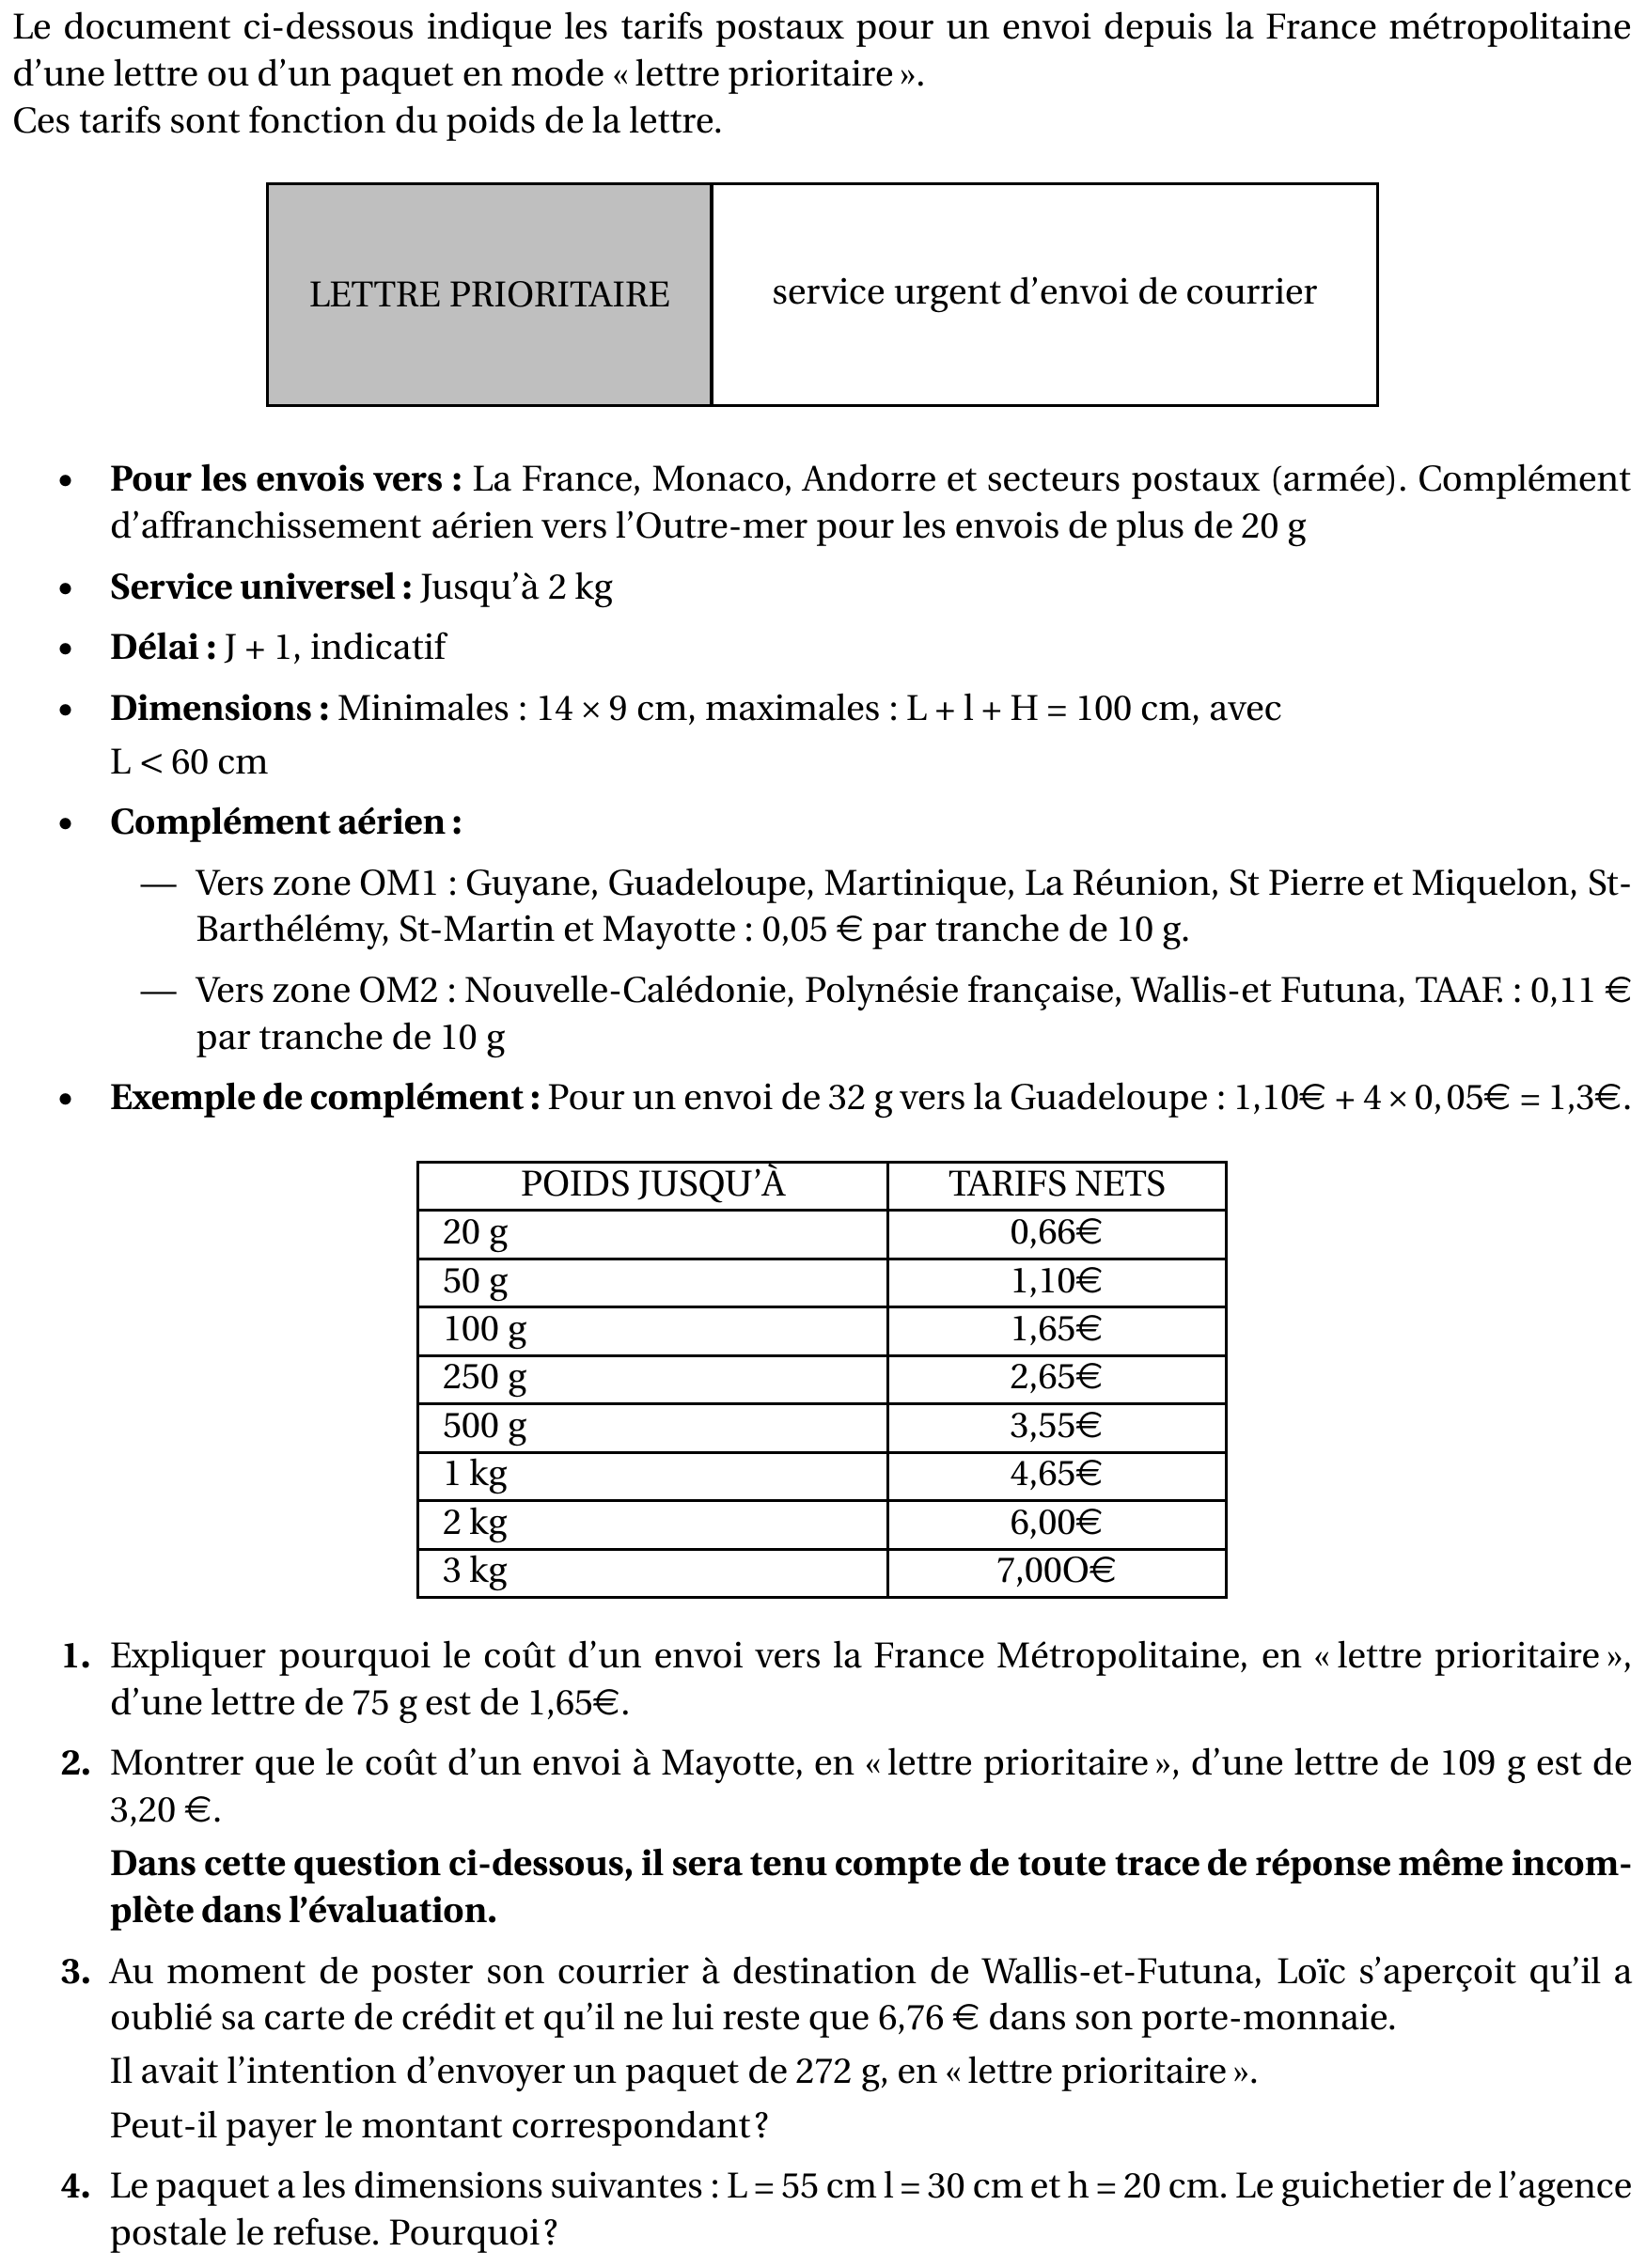 Le document ci-dessous indique les tarifs postaux pour un envoi depuis la France métropolitaine
d’une lettre ou d’un paquet en mode « lettre prioritaire ».
Ces tarifs sont fonction du poids de la lettre.
LETTRE PRIORITAIRE
service urgent d’envoi de courrier
• Pour les envois vers : La France, Monaco, Andorre et secteurs postaux (armée). Complément
d’affranchissement aérien vers l’Outre-mer pour les envois de plus de 20 g
• Service universel : Jusqu’à 2 kg
• Délai : J + 1, indicatif
• Dimensions : Minimales : 14 × 9 cm, maximales : L + l + H = 100 cm, avec
L < 60 cm
• Complément aérien :
— Vers zone OM1 : Guyane, Guadeloupe, Martinique, La Réunion, St Pierre et Miquelon, St-
Barthélémy, St-Martin et Mayotte : 0,05 € par tranche de 10 g.
— Vers zone OM2 : Nouvelle-Calédonie, Polynésie française, Wallis-et Futuna, TAAF. : 0,11 €
par tranche de 10 g
• Exemple de complément : Pour un envoi de 32 g vers la Guadeloupe : 1,10€ + 4 × 0,05€ = 1,3€.
POIDS JUSQU’À TARIFS NETS
20 g 0,66€
50 g 1,10€
100 g 1,65€
250 g 2,65€
500 g 3,55€
1 kg 4,65€
2 kg 6,00€
3 kg 7,00O€
1. Expliquer pourquoi le coût d’un envoi vers la France Métropolitaine, en « lettre prioritaire »,
d’une lettre de 75 g est de 1,65€.
2. Montrer que le coût d’un envoi à Mayotte, en « lettre prioritaire », d’une lettre de 109 g est de
3,20 €.
Dans cette question ci-dessous, il sera tenu compte de toute trace de réponse même incom-
plète dans l’évaluation.
3. Au moment de poster son courrier à destination de Wallis-et-Futuna, Loïc s’aperçoit qu’il a
oublié sa carte de crédit et qu’il ne lui reste que 6,76 € dans son porte-monnaie.
Il avait l’intention d’envoyer un paquet de 272 g, en « lettre prioritaire ».
Peut-il payer le montant correspondant ?
4. Le paquet a les dimensions suivantes : L = 55 cm l = 30 cm et h = 20 cm. Le guichetier de l’agence
postale le refuse. Pourquoi ?